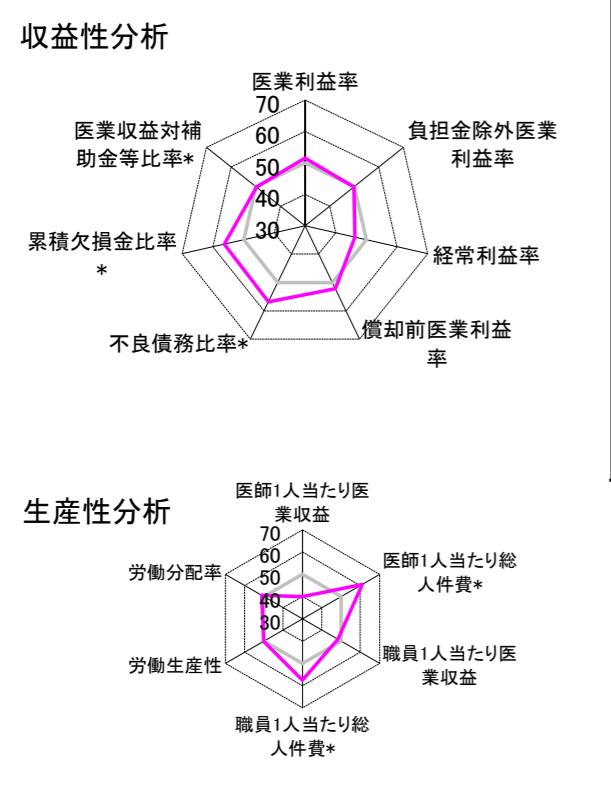 収益性分析
医業利益率
70
60
50
40
30
負担金除外医業
利益率
経常利益率
償却前医業利益
率
不良債務比率*
累積欠損金比率
*
医業収益対補
助金等比率*
生産性分析
医師1人当たり医
業収益
70
60
50
40
30
医師1人当たり総
人件費*
職員1人当たり医
業収益
職員1人当たり総
人件費*
労働生産性
労働分配率